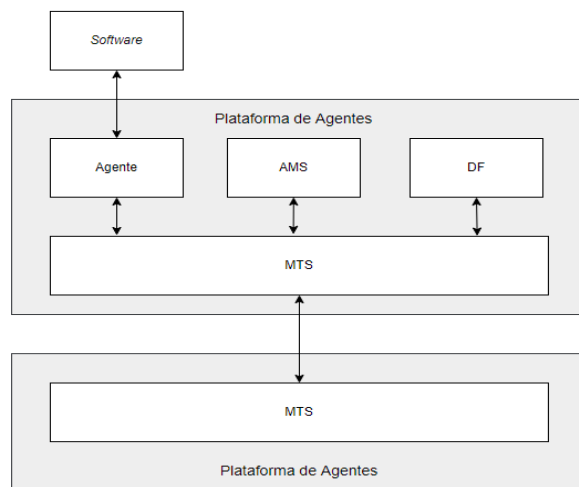 Software
Plataforma de Agentes
Agente
AMS
DF
MTS
MTS
Plataforma de Agentes